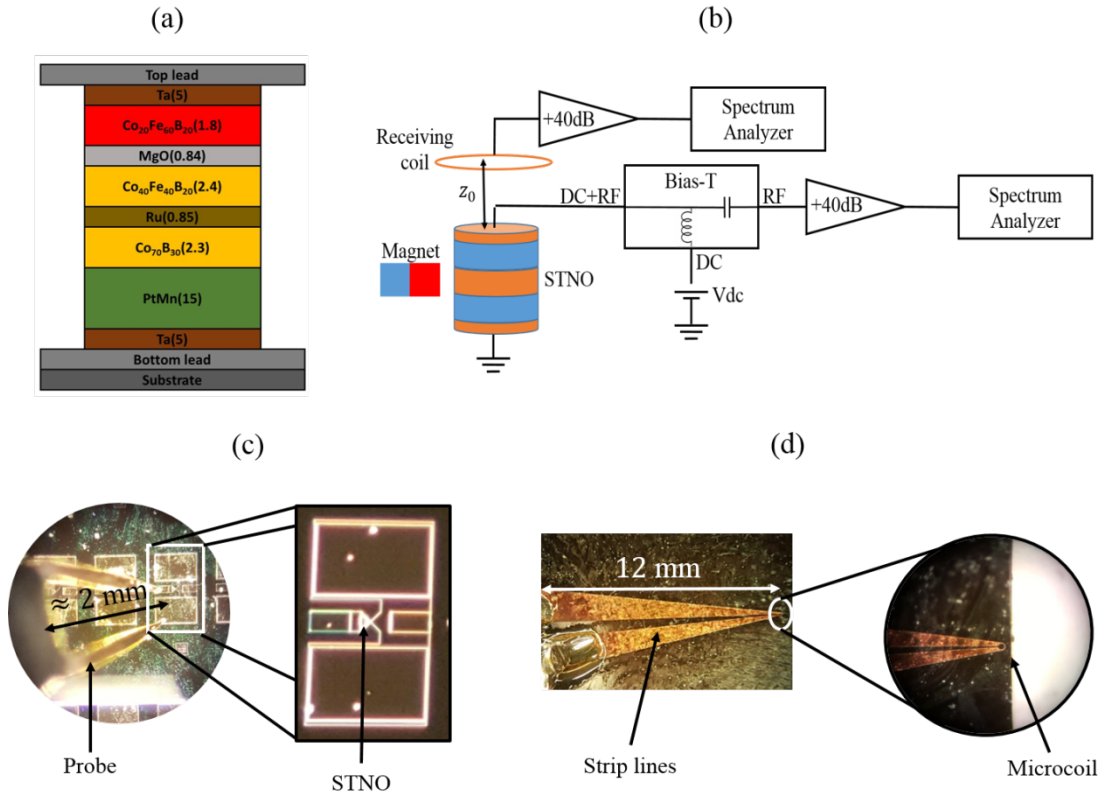 (a)
Top lead
Ta(5)
Co₂₀Fe₆₀B₂₀(1.8)
MgO(0.84)
Co₄₀Fe₄₀B₂₀(2.4)
Ru(0.85)
Co₇₀B₃₀(2.3)
PtMn(15)
Ta(5)
Bottom lead
Substrate
(b)
+40dB
Spectrum
Analyzer
Receiving
coil
z₀
DC+RF
Bias-T
RF
+40dB
Spectrum
Analyzer
Magnet
STNO
DC
Vdc
(c)
≈ 2 mm
Probe
STNO
(d)
12 mm
Strip lines
Microcoil